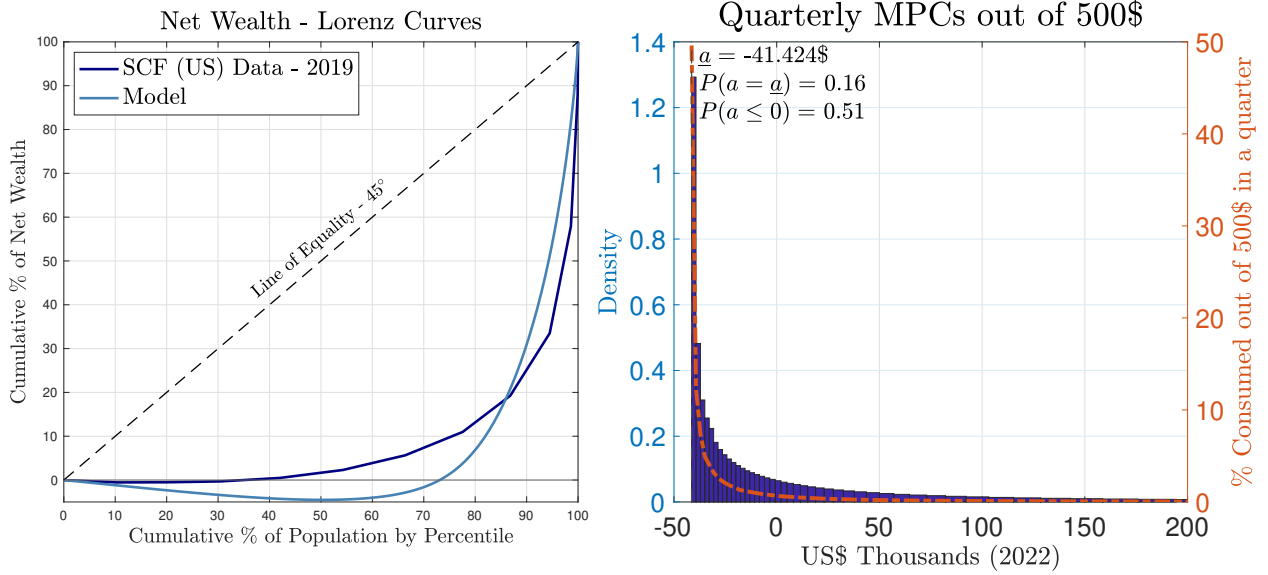 Net Wealth - Lorenz Curves
SCF (US) Data - 2019
Model
Line of Equality - 45°
Cumulative % of Net Wealth
100
90
80
70
60
50
40
30
20
10
0
0 10 20 30 40 50 60 70 80 90 100
Cumulative % of Population by Percentile
Quarterly MPCs out of 500$
a = -41.424$
P(a = a) = 0.16
P(a ≤ 0) = 0.51
Density
1.4
1.2
1
0.8
0.6
0.4
0.2
0
-50 0 50 100 150 200
US$ Thousands (2022)
50
40
30
20
10
0
% Consumed out of 500$ in a quarter